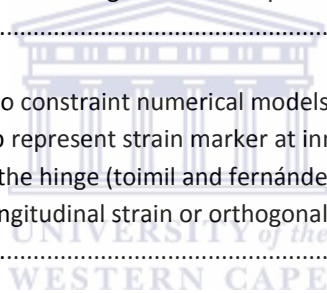 ................................................................
o constraint numerical models
o represent strain marker at inn
the hinge (toimil and fernánde
ngitudinal strain or orthogonal
UNIVERSITY of the
................................................................
WESTERN CAPE